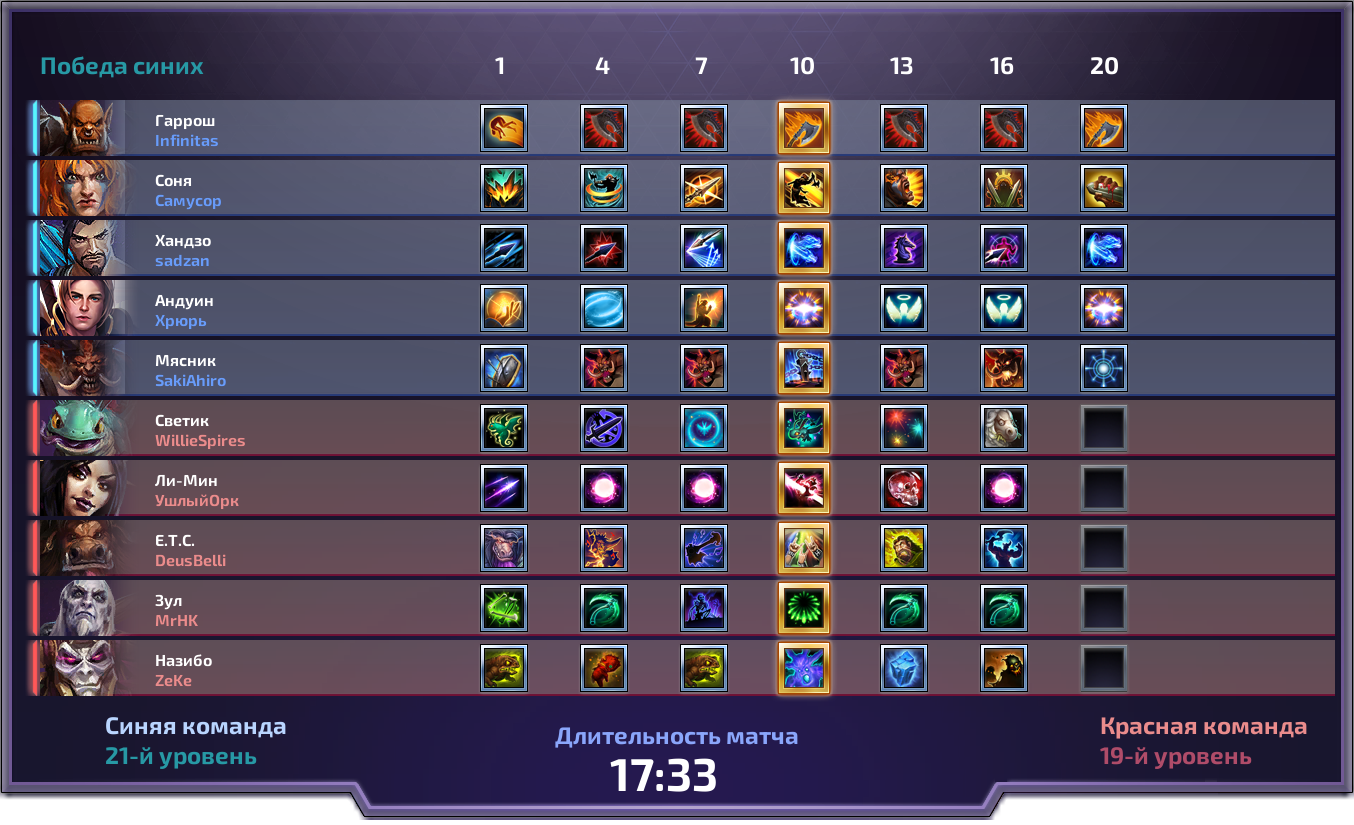 Победа синих 1 4 7 10 13 16 20
Гаррош
Infinitas
Соня
Самусор
Хандзо
sadzan
Андуин
Хрюрь
Мясник
SakiAhiro
Светик
WillieSpires
Ли-Мин
УшлыйОрк
E.T.C.
DeusBelli
Зул
MrHK
Назибо
ZeKe
Синяя команда
21-й уровень
Длительность матча
17:33
Красная команда
19-й уровень